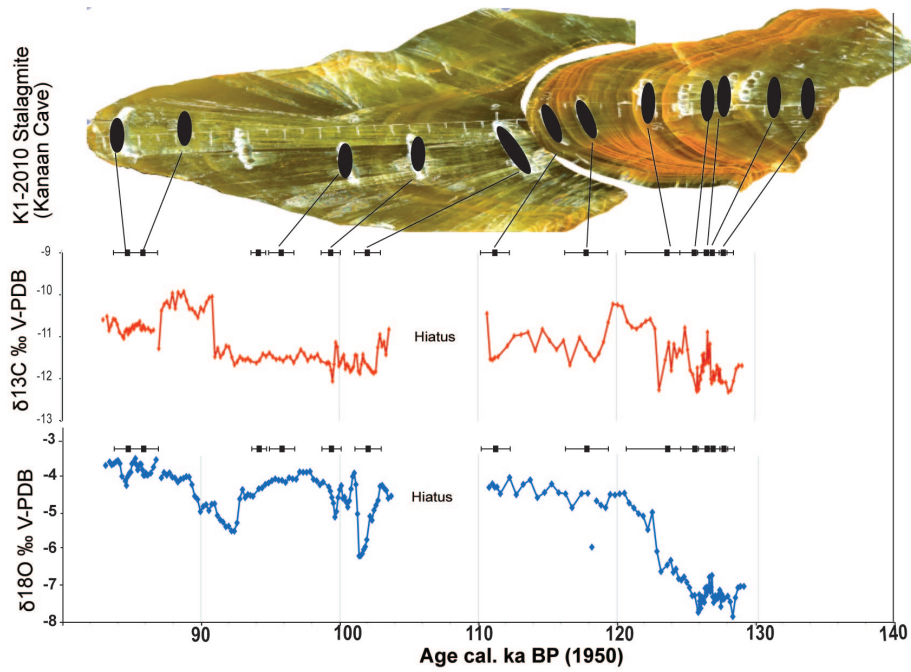 K1-2010 Stalagmite
(Kanaan Cave)
-9
-10
-11
-12
-13
δ13C ‰ V-PDB
Hiatus
-3
-4
-5
-6
-7
-8
δ18O ‰ V-PDB
Hiatus
90
100
110
120
130
140
Age cal. ka BP (1950)